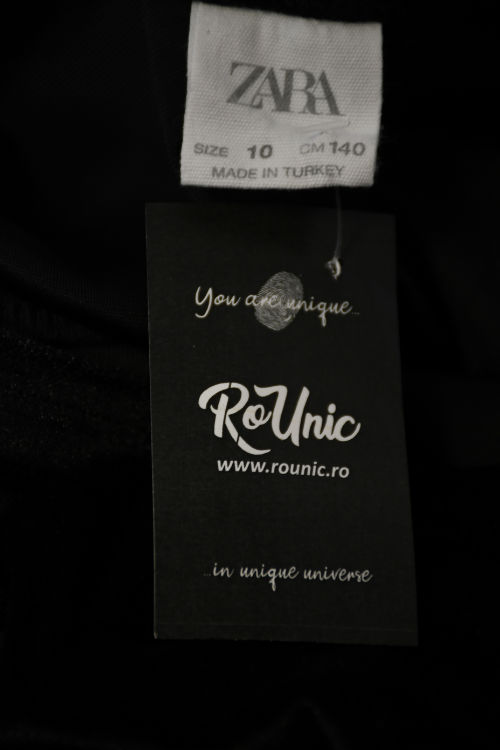 ZARA
SIZE 10 CM 140
MADE IN TURKEY
You are unique...
RoUnic
www.rounic.ro
...in unique universe